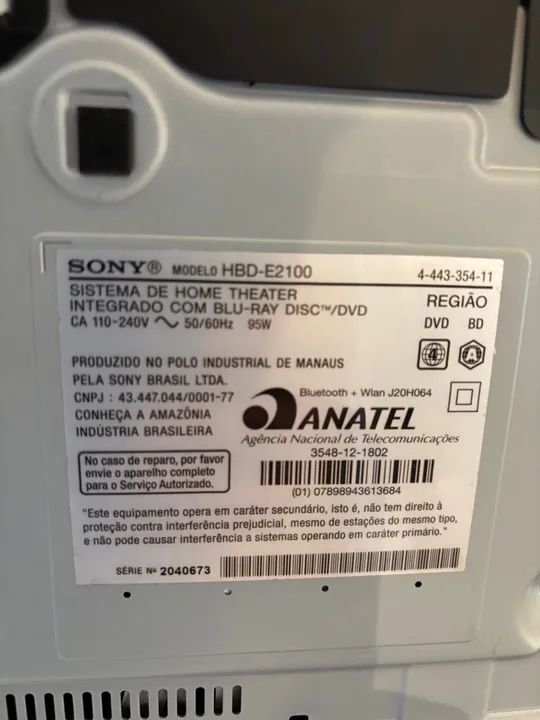 SONY® MODELO HBD-E2100
4-443-354-11
SISTEMA DE HOME THEATER
INTEGRADO COM BLU-RAY DISC™/DVD
CA 110-240V ～ 50/60Hz 95W
REGIÃO
DVD BD
4 A
PRODUZIDO NO POLO INDUSTRIAL DE MANAUS
PELA SONY BRASIL LTDA.
CNPJ : 43.447.044/0001-77
CONHEÇA A AMAZÔNIA
INDÚSTRIA BRASILEIRA
Bluetooth + Wlan J20H064
ANATEL
Agência Nacional de Telecomunicações
3548-12-1802
(01) 07898943613684
No caso de reparo, por favor
envie o aparelho completo
para o Serviço Autorizado.
"Este equipamento opera em caráter secundário, isto é, não tem direito à
proteção contra interferência prejudicial, mesmo de estações do mesmo tipo,
e não pode causar interferência a sistemas operando em caráter primário."
SÉRIE Nº 2040673